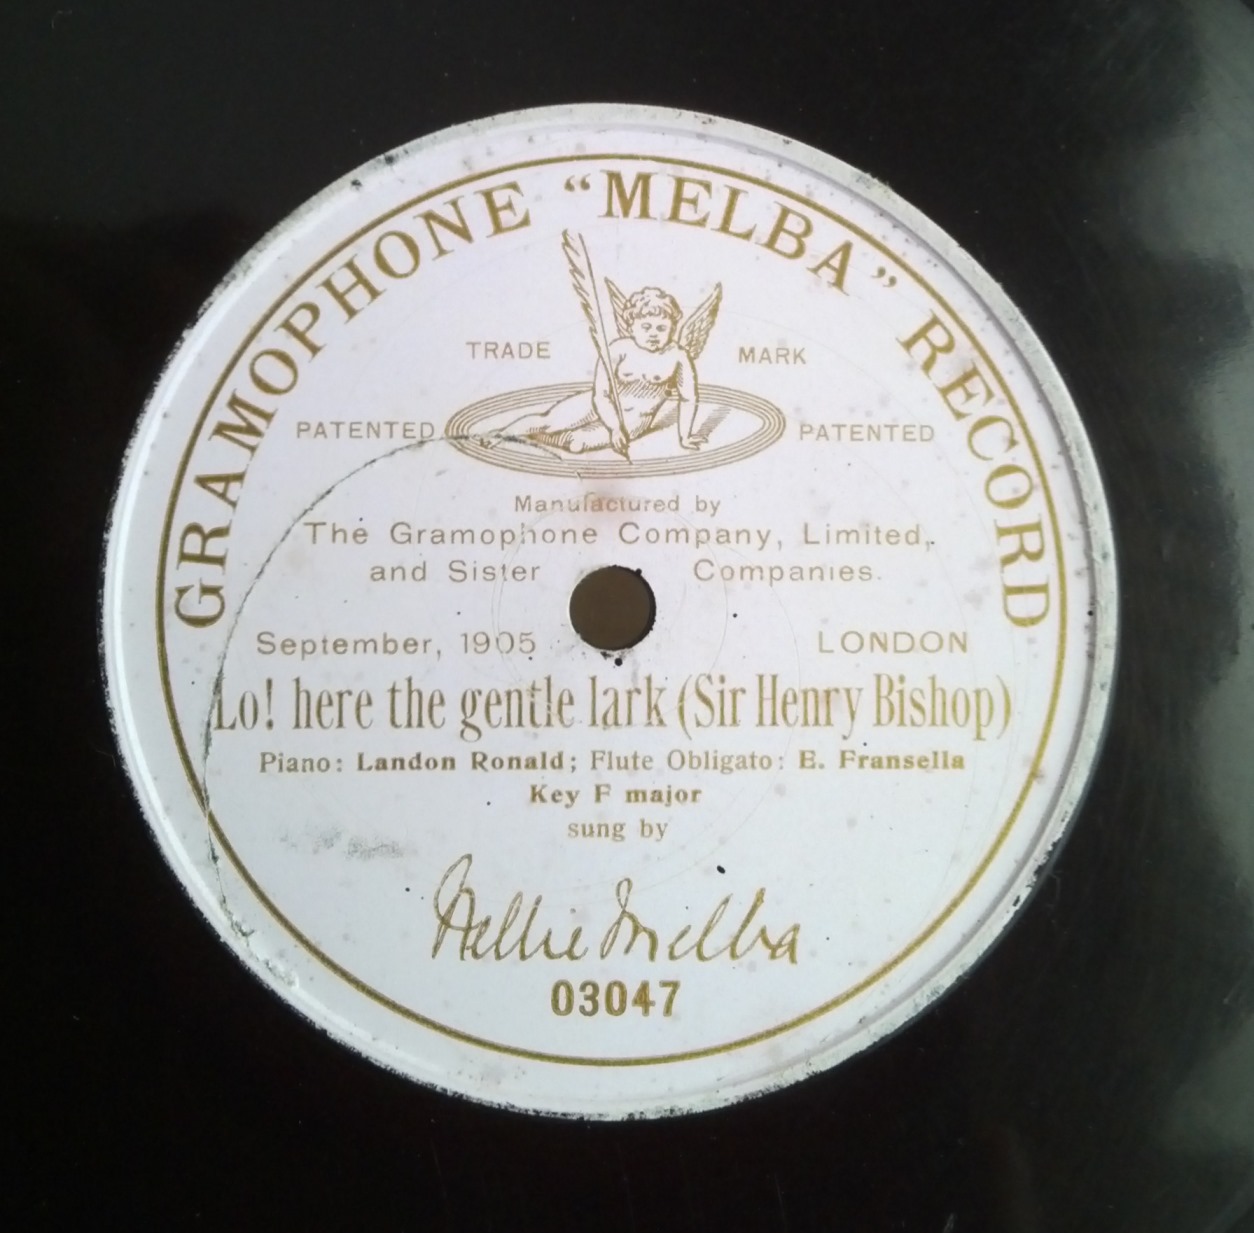 GRAMOPHONE “MELBA” RECORD
TRADE MARK
PATENTED PATENTED
Manufactured by
The Gramophone Company, Limited,
and Sister Companies.
September, 1905 LONDON
Lo! here the gentle lark (Sir Henry Bishop)
Piano: Landon Ronald; Flute Obligato: E. Fransella
Key F major
sung by
Nellie Melba
03047